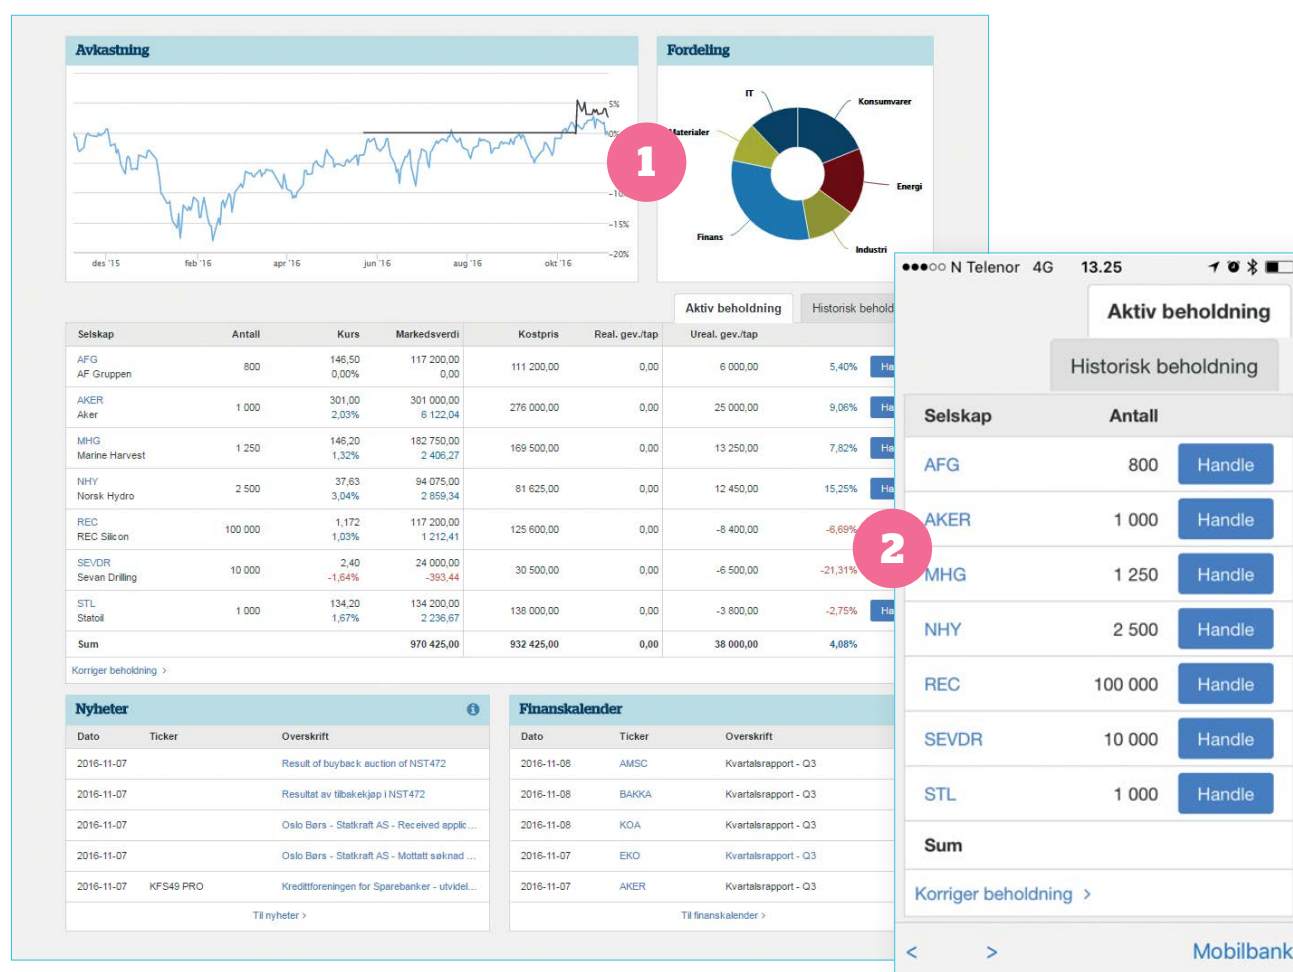 Avkastning
5%
0%
-15%
-20%
des '15 feb '16 apr '16 jun '16 aug '16 okt '16
1
Fordeling
IT
Konsumvarer
Materialer
Energi
Finans
Industri
Aktiv beholdning Historisk behold
Selskap Antall Kurs Markedsverdi Kostpris Real. gev./tap Ureal. gev./tap
AFG 800 146,50 117 200,00 111 200,00 0,00 6 000,00 5,40% Ha
AF Gruppen 0,00% 0,00
AKER 1 000 301,00 301 000,00 276 000,00 0,00 25 000,00 9,06% Ha
Aker 2,03% 6 122,04
MHG 1 250 146,20 182 750,00 169 500,00 0,00 13 250,00 7,82% Ha
Marine Harvest 1,32% 2 406,27
NHY 2 500 37,63 94 075,00 81 625,00 0,00 12 450,00 15,25% Ha
Norsk Hydro 3,04% 2 859,34
REC 100 000 1,172 117 200,00 125 600,00 0,00 -8 400,00 -6,69%
REC Silicon 1,03% 1 212,41
SEVDR 10 000 2,40 24 000,00 30 500,00 0,00 -6 500,00 -21,31%
Sevan Drilling -1,64% -393,44
STL 1 000 134,20 134 200,00 138 000,00 0,00 -3 800,00 -2,75% Ha
Statoil 1,67% 2 236,67
Sum 970 425,00 932 425,00 0,00 38 000,00 4,08%
Korriger beholdning >
Nyheter
Dato Ticker Overskrift
2016-11-07 Result of buyback auction of NST472
2016-11-07 Resultat av tilbakekjøp i NST472
2016-11-07 Oslo Børs - Statkraft AS - Received applic...
2016-11-07 Oslo Børs - Statkraft AS - Mottatt søknad ...
2016-11-07 KFS49 PRO Kredittforeningen for Sparebanker - utvidel...
Til nyheter >
Finanskalender
Dato Ticker Overskrift
2016-11-08 AMSC Kvartalsrapport - Q3
2016-11-08 BAKKA Kvartalsrapport - Q3
2016-11-08 KOA Kvartalsrapport - Q3
2016-11-07 EKO Kvartalsrapport - Q3
2016-11-07 AKER Kvartalsrapport - Q3
Til finanskalender >
2
N Telenor 4G 13.25
Aktiv beholdning
Historisk beholdning
Selskap Antall
AFG 800 Handle
AKER 1 000 Handle
MHG 1 250 Handle
NHY 2 500 Handle
REC 100 000 Handle
SEVDR 10 000 Handle
STL 1 000 Handle
Sum
Korriger beholdning >
< > Mobilbank